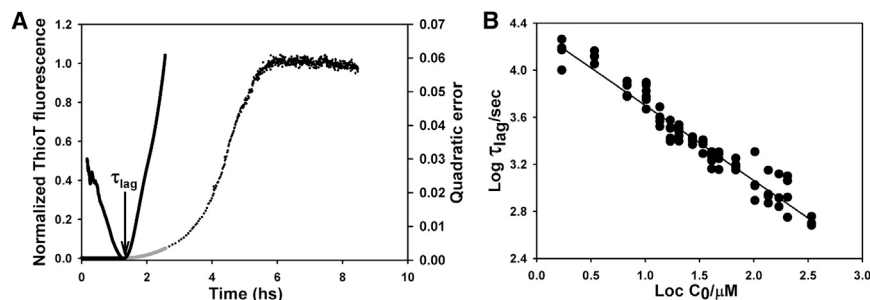 A
Normalized ThioT fluorescence
1.2
1.0
0.8
0.6
0.4
0.2
0.0
τlag
0.07
0.06
0.05
0.04
0.03
0.02
0.01
0.00
Quadratic error
0 2 4 6 8 10
Time (hs)
B
Log τlag/sec
4.4
4.0
3.6
3.2
2.8
2.4
0.0 0.5 1.0 1.5 2.0 2.5 3.0
Loc C0/μM